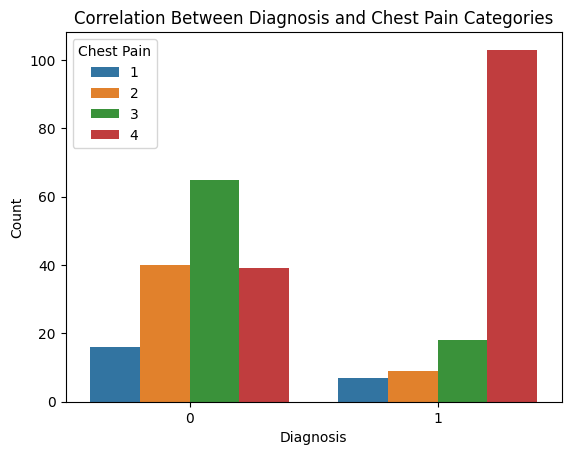 Correlation Between Diagnosis and Chest Pain Categories
Chest Pain
1
2
3
4
100
80
60
40
20
0
Count
0 1
Diagnosis